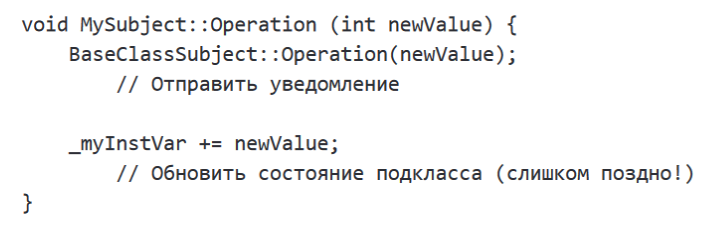 void MySubject::Operation (int newValue) {
BaseClassSubject::Operation(newValue);
// Отправить уведомление
_myInstVar += newValue;
// Обновить состояние подкласса (слишком поздно!)
}